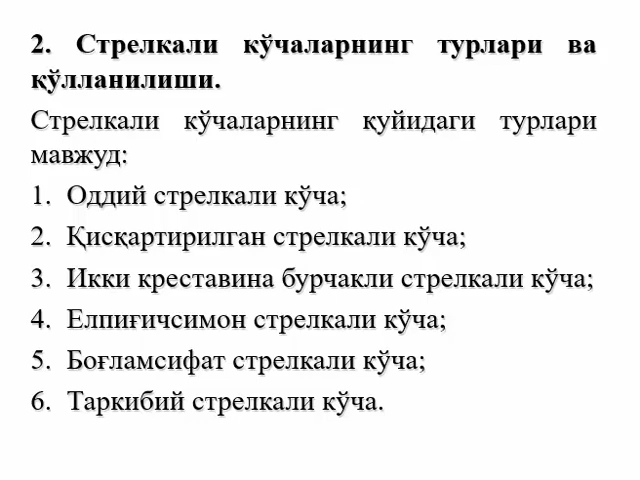 2. Стрелкали кўчаларнинг турлари ва
қўлланилиши.
Стрелкали кўчаларнинг қуйидаги турлари
мавжуд:
1. Оддий стрелкали кўча;
2. Қисқартирилган стрелкали кўча;
3. Икки креставина бурчакли стрелкали кўча;
4. Елпиғичсимон стрелкали кўча;
5. Боғламсифат стрелкали кўча;
6. Таркибий стрелкали кўча.